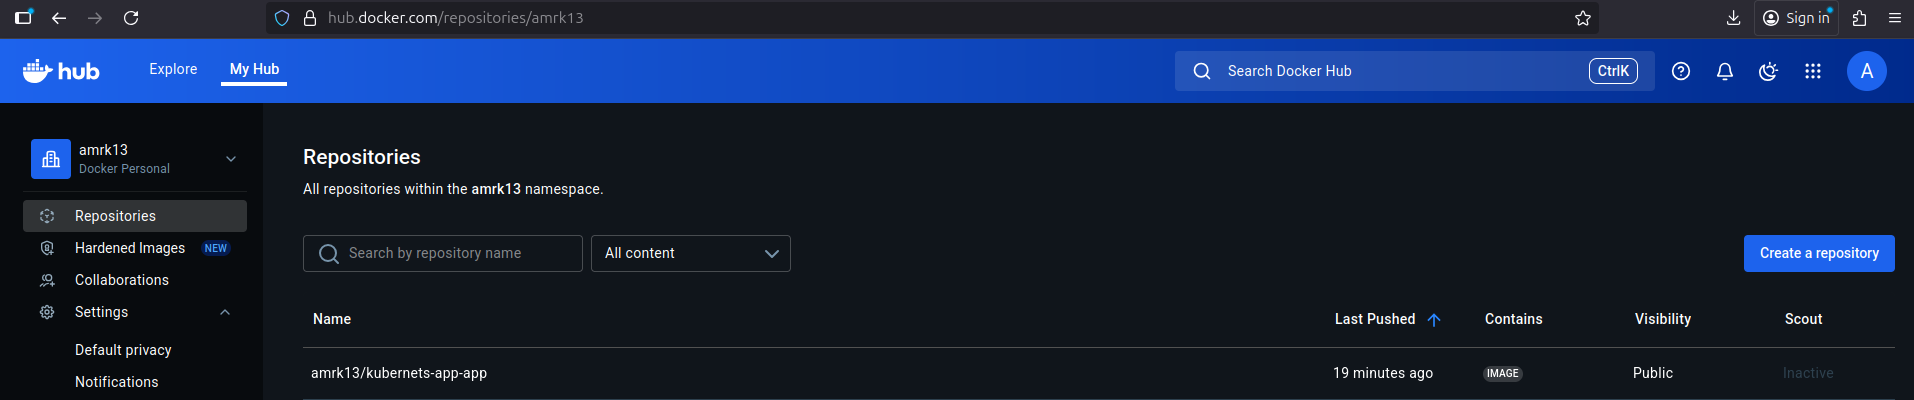 hub.docker.com/repositories/amrk13
Sign in
hub
Explore
My Hub
Search Docker Hub
CtrlK
A
amrk13
Docker Personal
Repositories
Hardened Images NEW
Collaborations
Settings
Default privacy
Notifications
Repositories
All repositories within the amrk13 namespace.
Search by repository name
All content
Create a repository
Name Last Pushed Contains Visibility Scout
amrk13/kubernets-app-app 19 minutes ago IMAGE Public Inactive